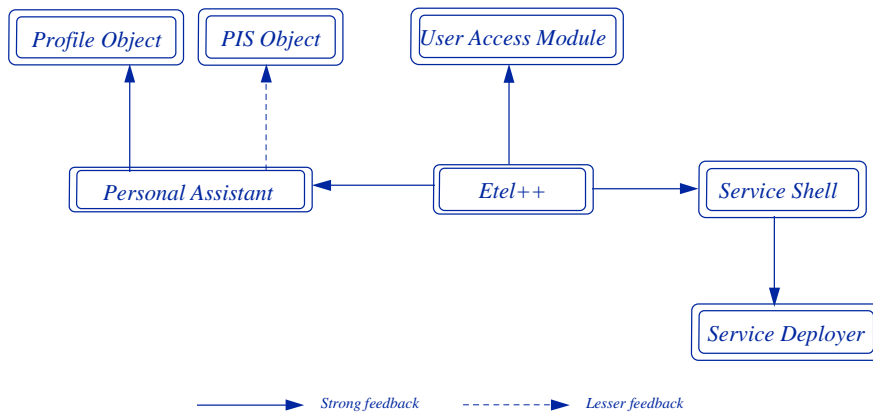 Profile Object
PIS Object
User Access Module
Personal Assistant
Etel++
Service Shell
Service Deployer
Strong feedback
Lesser feedback